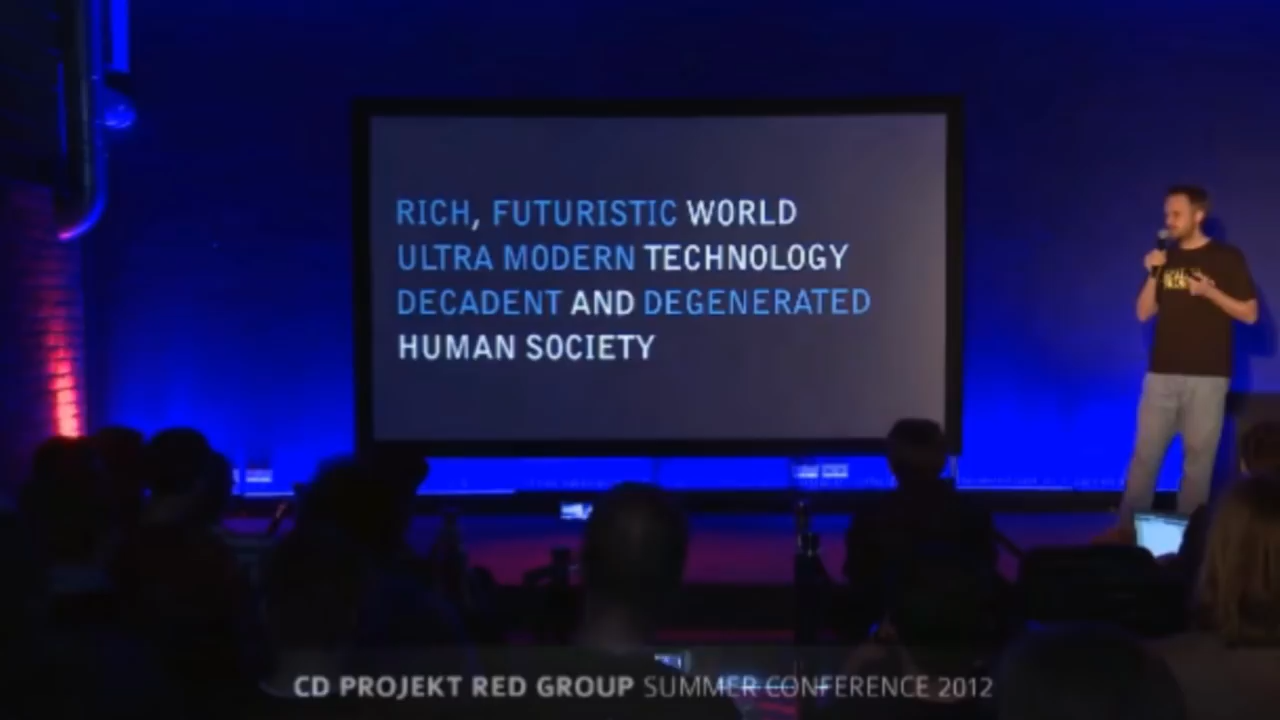 RICH, FUTURISTIC WORLD
ULTRA MODERN TECHNOLOGY
DECADENT AND DEGENERATED
HUMAN SOCIETY
CD PROJEKT RED GROUP SUMMER CONFERENCE 2012